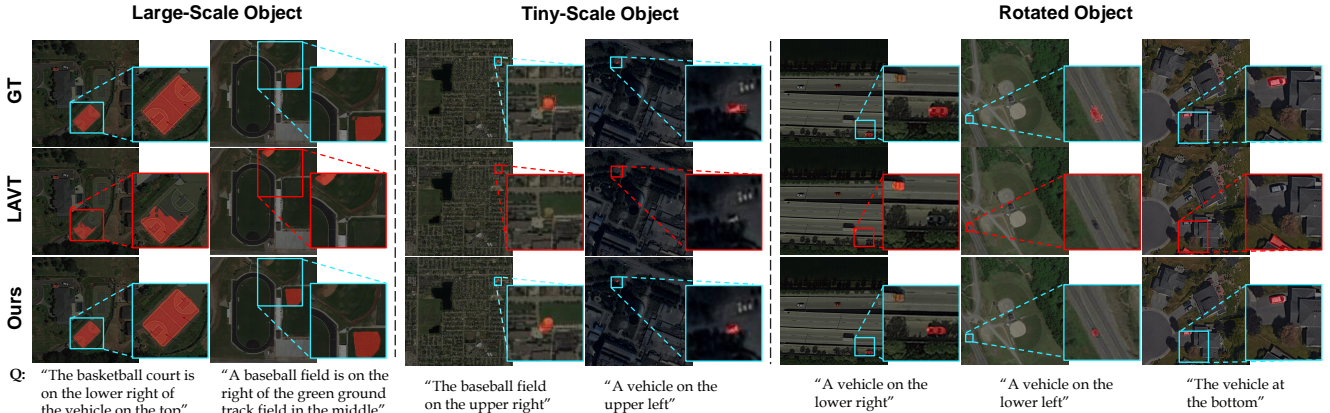 Large-Scale Object
Tiny-Scale Object
Rotated Object
GT
LAVT
Ours
Q:
“The basketball court is
on the lower right of
the vehicle on the top”
“A baseball field is on the
right of the green ground
track field in the middle”
“The baseball field
on the upper right”
“A vehicle on the
upper left”
“A vehicle on the
lower right”
“A vehicle on the
lower left”
“The vehicle at
the bottom”